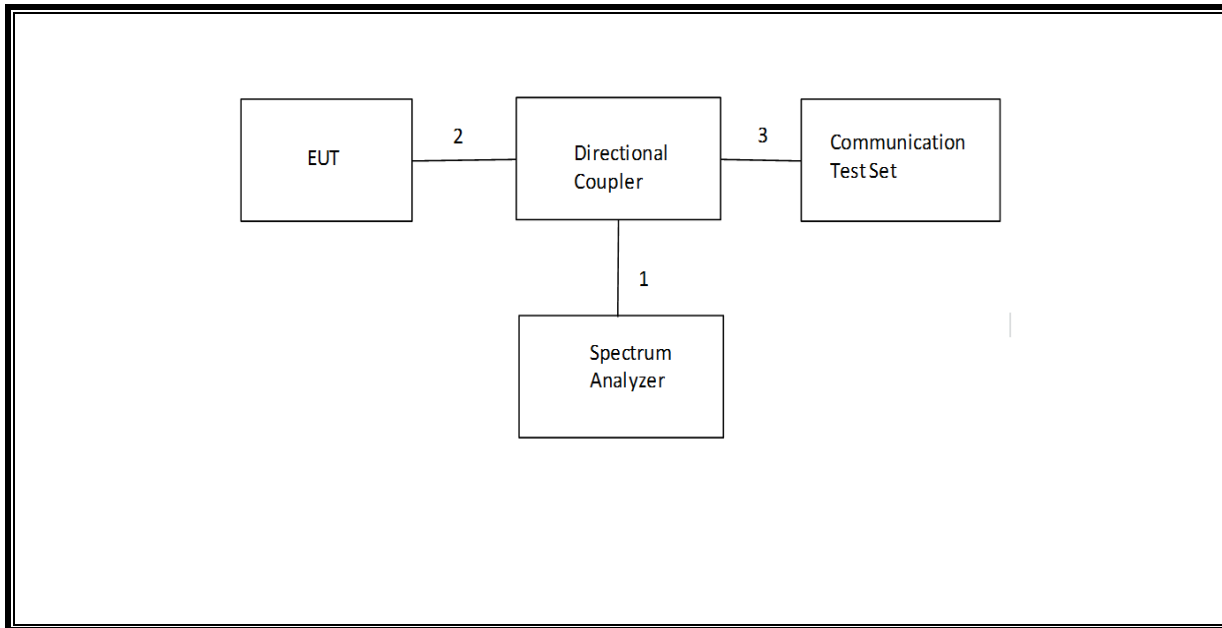 EUT
2
Directional
Coupler
3
Communication
Test Set
1
Spectrum
Analyzer